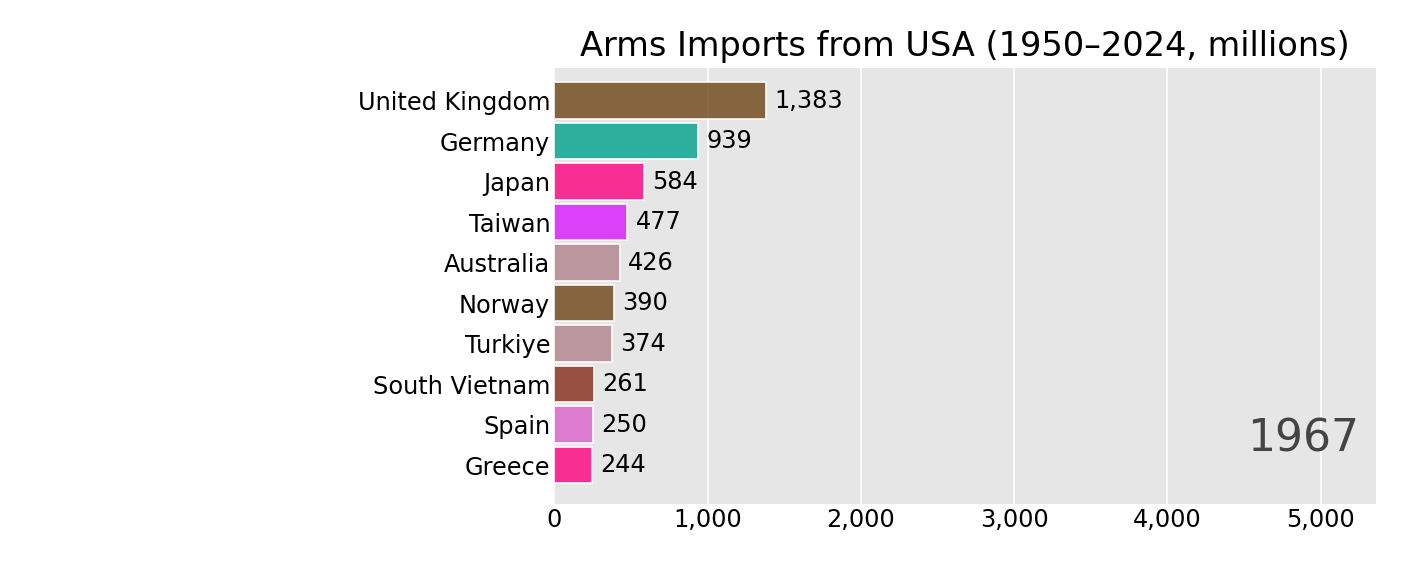 Arms Imports from USA (1950–2024, millions)
United Kingdom 1,383
Germany 939
Japan 584
Taiwan 477
Australia 426
Norway 390
Turkiye 374
South Vietnam 261
Spain 250
Greece 244
1967
0 1,000 2,000 3,000 4,000 5,000